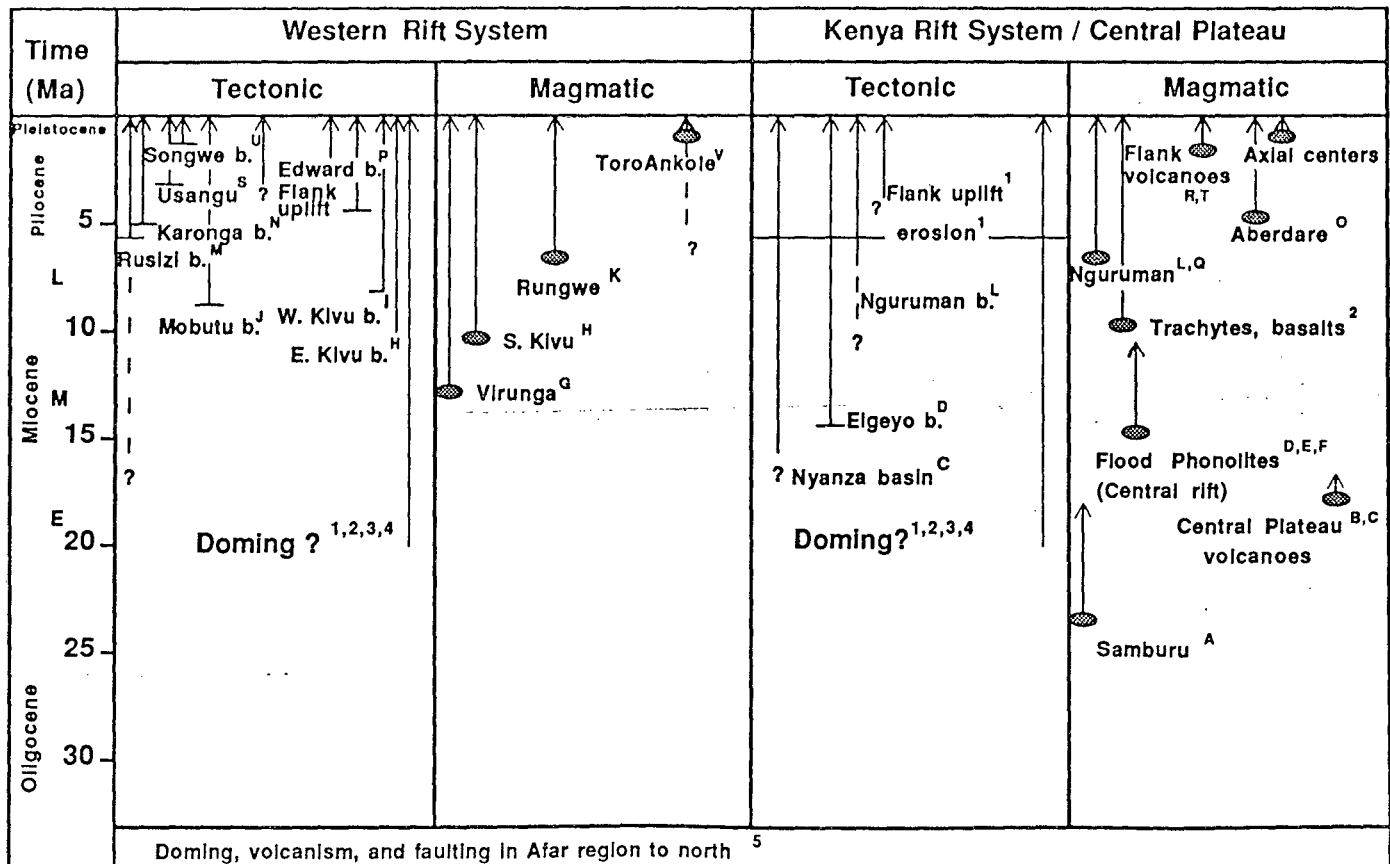 Time
(Ma)
Western Rift System
Kenya Rift System / Central Plateau
Tectonic
Magmatic
Tectonic
Magmatic
Pleistocene
Pliocene
5
L
10
Miocene
M
15
E
20
25
Oligocene
30
Songwe b. U
Usangu S
Karonga b. N
Rusizi b. M
Mobutu b. J
?
Edward b. P
Flank
uplift
?
W. Kivu b. I
E. Kivu b. H
?
Doming ? 1,2,3,4
ToroAnkole V
?
Rungwe K
S. Kivu H
Virunga G
Flank uplift 1
?
erosion 1
Nguruman b. L
?
Elgeyo b. D
? Nyanza basin C
Doming? 1,2,3,4
Flank
volcanoes
R,T
Axial centers
Aberdare O
Nguruman L,Q
Trachytes, basalts 2
Flood Phonolites D,E,F
(Central rift)
Central Plateau B,C
volcanoes
Samburu A
Doming, volcanism, and faulting in Afar region to north 5